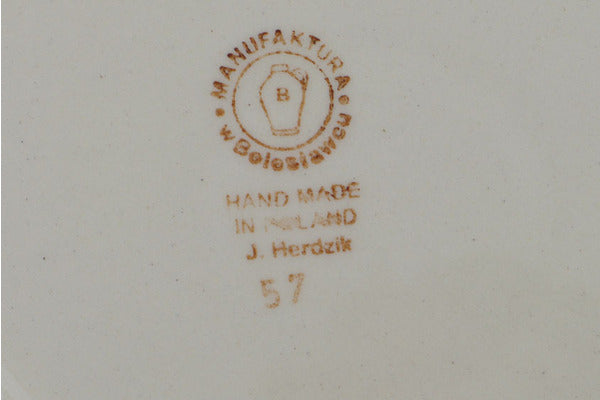 MANUFAKTURA
w Bolesławcu
B
HAND MADE
IN POLAND
J. Herdzik
57